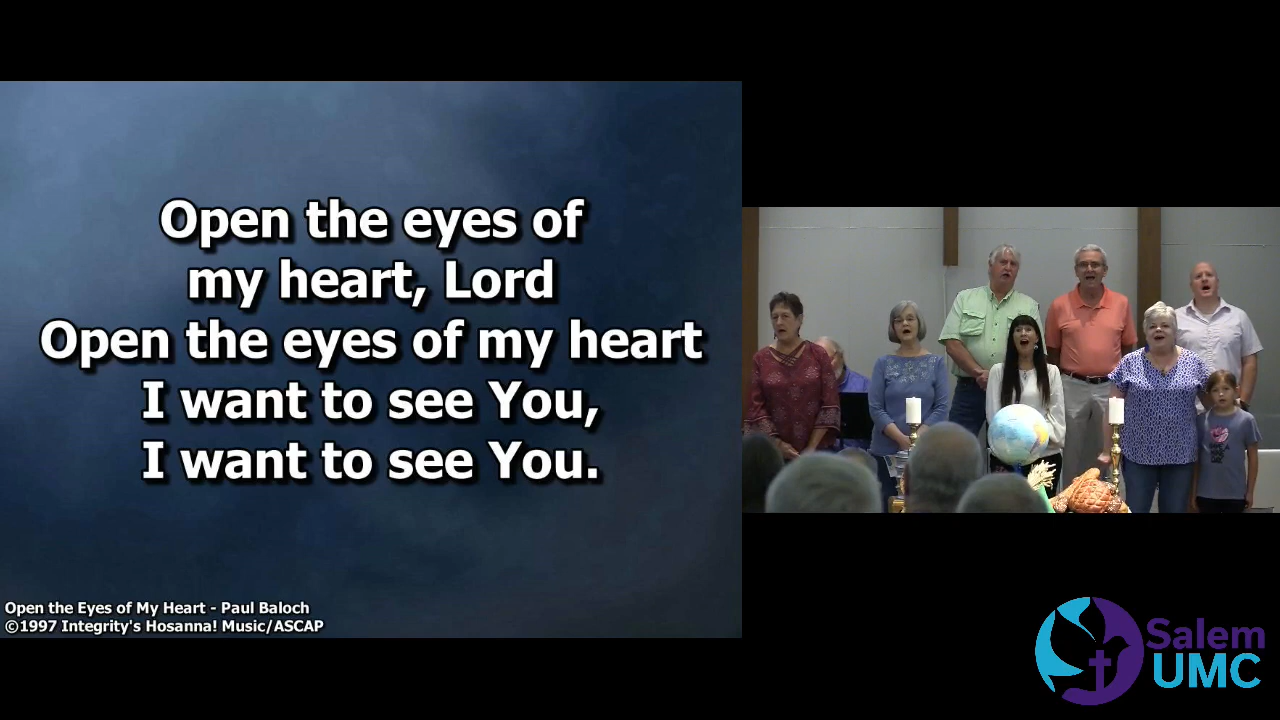 Open the eyes of
my heart, Lord
Open the eyes of my heart
I want to see You,
I want to see You.
Open the Eyes of My Heart - Paul Baloch
©1997 Integrity's Hosanna! Music/ASCAP
Salem
UMC